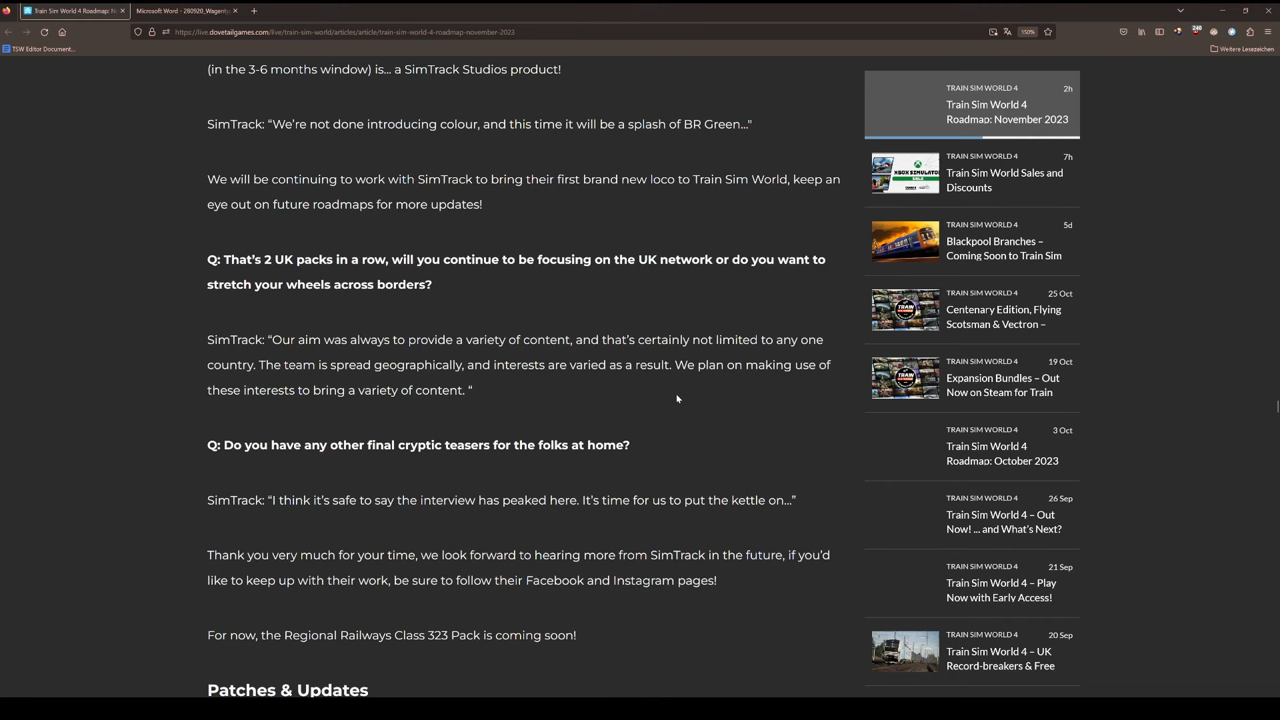 Train Sim World 4 Roadmap: N
Microsoft Word - 280920_Wagent
https://live.dovetailgames.com/live/train-sim-world/articles/article/train-sim-world-4-roadmap-november-2023
150%
240
TSW Editor Document...
Weitere Lesezeichen
(in the 3-6 months window) is... a SimTrack Studios product!
SimTrack: “We’re not done introducing colour, and this time it will be a splash of BR Green...”
We will be continuing to work with SimTrack to bring their first brand new loco to Train Sim World, keep an
eye out on future roadmaps for more updates!
Q: That’s 2 UK packs in a row, will you continue to be focusing on the UK network or do you want to
stretch your wheels across borders?
SimTrack: “Our aim was always to provide a variety of content, and that’s certainly not limited to any one
country. The team is spread geographically, and interests are varied as a result. We plan on making use of
these interests to bring a variety of content. “
Q: Do you have any other final cryptic teasers for the folks at home?
SimTrack: “I think it’s safe to say the interview has peaked here. It’s time for us to put the kettle on...”
Thank you very much for your time, we look forward to hearing more from SimTrack in the future, if you’d
like to keep up with their work, be sure to follow their Facebook and Instagram pages!
For now, the Regional Railways Class 323 Pack is coming soon!
Patches & Updates
TRAIN SIM WORLD 4 2h
Train Sim World 4
Roadmap: November 2023
TRAIN SIM WORLD 4 7h
Train Sim World Sales and
Discounts
XBOX SIMULATOR
SALE
TRAIN SIM WORLD 4 5d
Blackpool Branches –
Coming Soon to Train Sim
TRAIN SIM WORLD 4 25 Oct
Centenary Edition, Flying
Scotsman & Vectron –
TRAIN SIM WORLD 4 19 Oct
Expansion Bundles – Out
Now on Steam for Train
TRAIN SIM WORLD 4 3 Oct
Train Sim World 4
Roadmap: October 2023
TRAIN SIM WORLD 4 26 Sep
Train Sim World 4 – Out
Now! ... and What’s Next?
TRAIN SIM WORLD 4 21 Sep
Train Sim World 4 – Play
Now with Early Access!
TRAIN SIM WORLD 4 20 Sep
Train Sim World 4 – UK
Record-breakers & Free